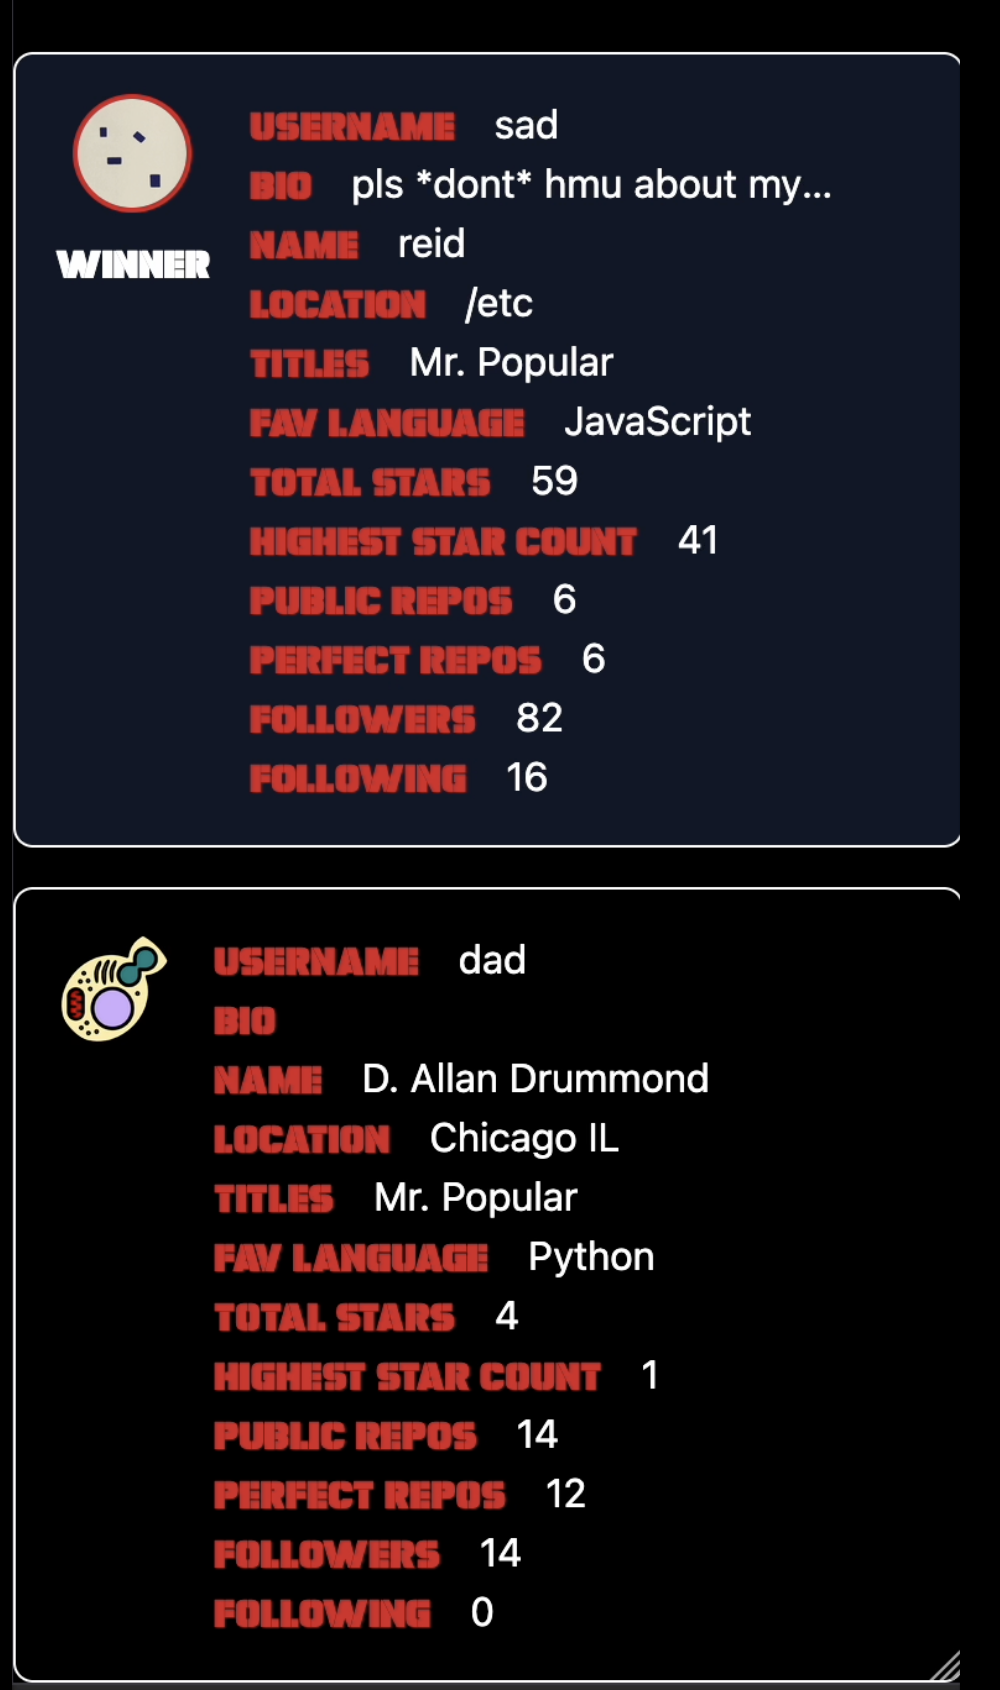 USERNAME sad
BIO pls *dont* hmu about my...
NAME reid
WINNER
LOCATION /etc
TITLES Mr. Popular
FAV LANGUAGE JavaScript
TOTAL STARS 59
HIGHEST STAR COUNT 41
PUBLIC REPOS 6
PERFECT REPOS 6
FOLLOWERS 82
FOLLOWING 16
USERNAME dad
BIO
NAME D. Allan Drummond
LOCATION Chicago IL
TITLES Mr. Popular
FAV LANGUAGE Python
TOTAL STARS 4
HIGHEST STAR COUNT 1
PUBLIC REPOS 14
PERFECT REPOS 12
FOLLOWERS 14
FOLLOWING 0